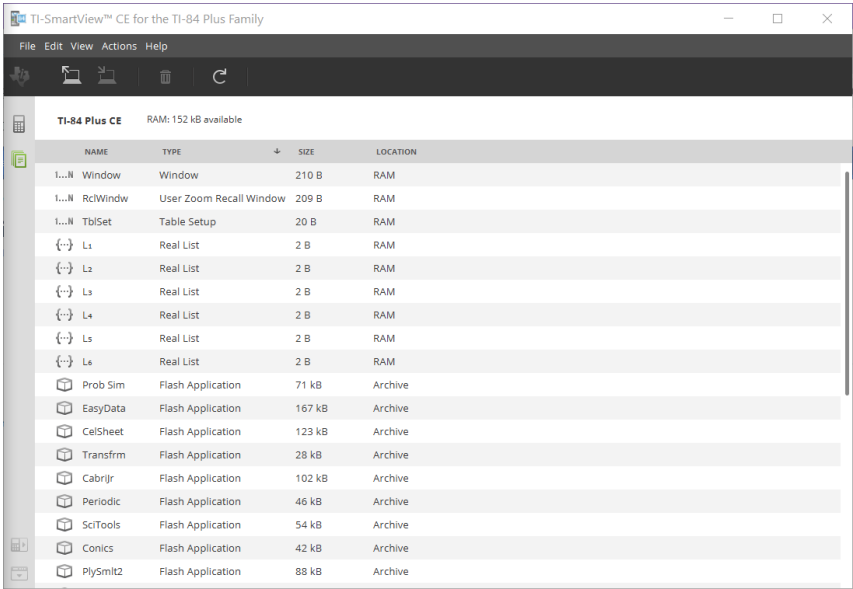 TI-SmartView™ CE for the TI-84 Plus Family
File Edit View Actions Help
TI-84 Plus CE RAM: 152 kB available
NAME TYPE SIZE LOCATION
1...N Window Window 210 B RAM
1...N RclWindw User Zoom Recall Window 209 B RAM
1...N TblSet Table Setup 20 B RAM
{···} L₁ Real List 2 B RAM
{···} L₂ Real List 2 B RAM
{···} L₃ Real List 2 B RAM
{···} L₄ Real List 2 B RAM
{···} L₅ Real List 2 B RAM
{···} L₆ Real List 2 B RAM
Prob Sim Flash Application 71 kB Archive
EasyData Flash Application 167 kB Archive
CelSheet Flash Application 123 kB Archive
Transfrm Flash Application 28 kB Archive
CabriJr Flash Application 102 kB Archive
Periodic Flash Application 46 kB Archive
SciTools Flash Application 54 kB Archive
Conics Flash Application 42 kB Archive
PlySmlt2 Flash Application 88 kB Archive